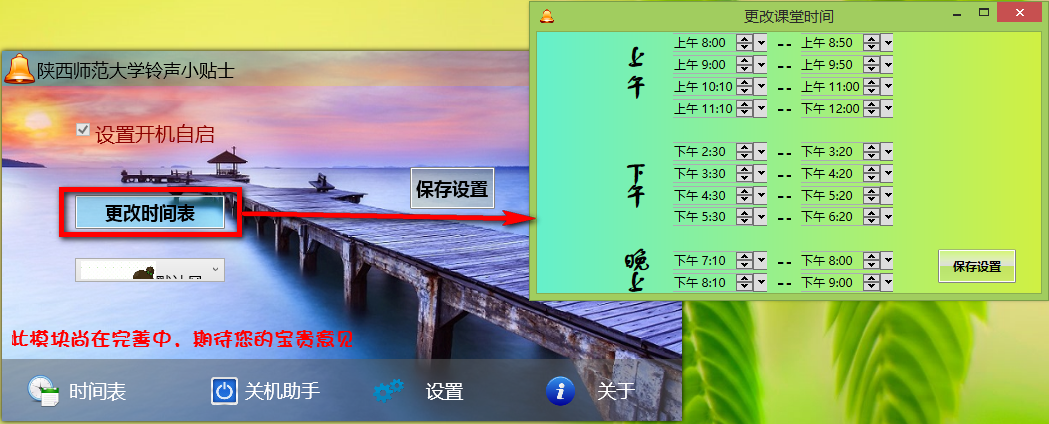 陕西师范大学铃声小贴士
设置开机自启
更改时间表
保存设置
比模块尚在完善中，期待您的宝贵意见
时间表
关机助手
设置
关于
更改课堂时间
上午
上午 8:00 -- 上午 8:50
上午 9:00 -- 上午 9:50
上午 10:10 -- 上午 11:00
上午 11:10 -- 下午 12:00
下午
下午 2:30 -- 下午 3:20
下午 3:30 -- 下午 4:20
下午 4:30 -- 下午 5:20
下午 5:30 -- 下午 6:20
晚上
下午 7:10 -- 下午 8:00
下午 8:10 -- 下午 9:00
保存设置